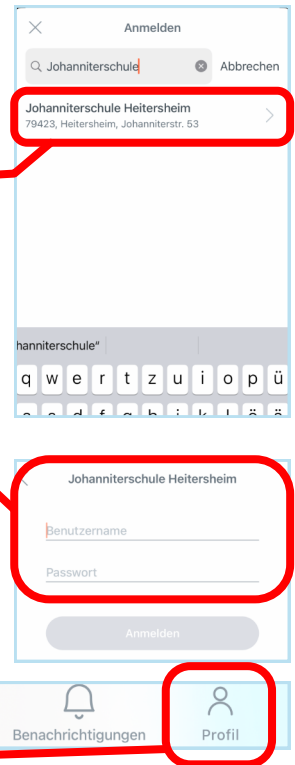 Anmelden
Johanniterschule Abbrechen
Johanniterschule Heitersheim
79423, Heitersheim, Johanniterstr. 53
hanniterschule"
q w e r t z u i o p ü
Johanniterschule Heitersheim
Benutzername
Passwort
Anmelden
Benachrichtigungen Profil